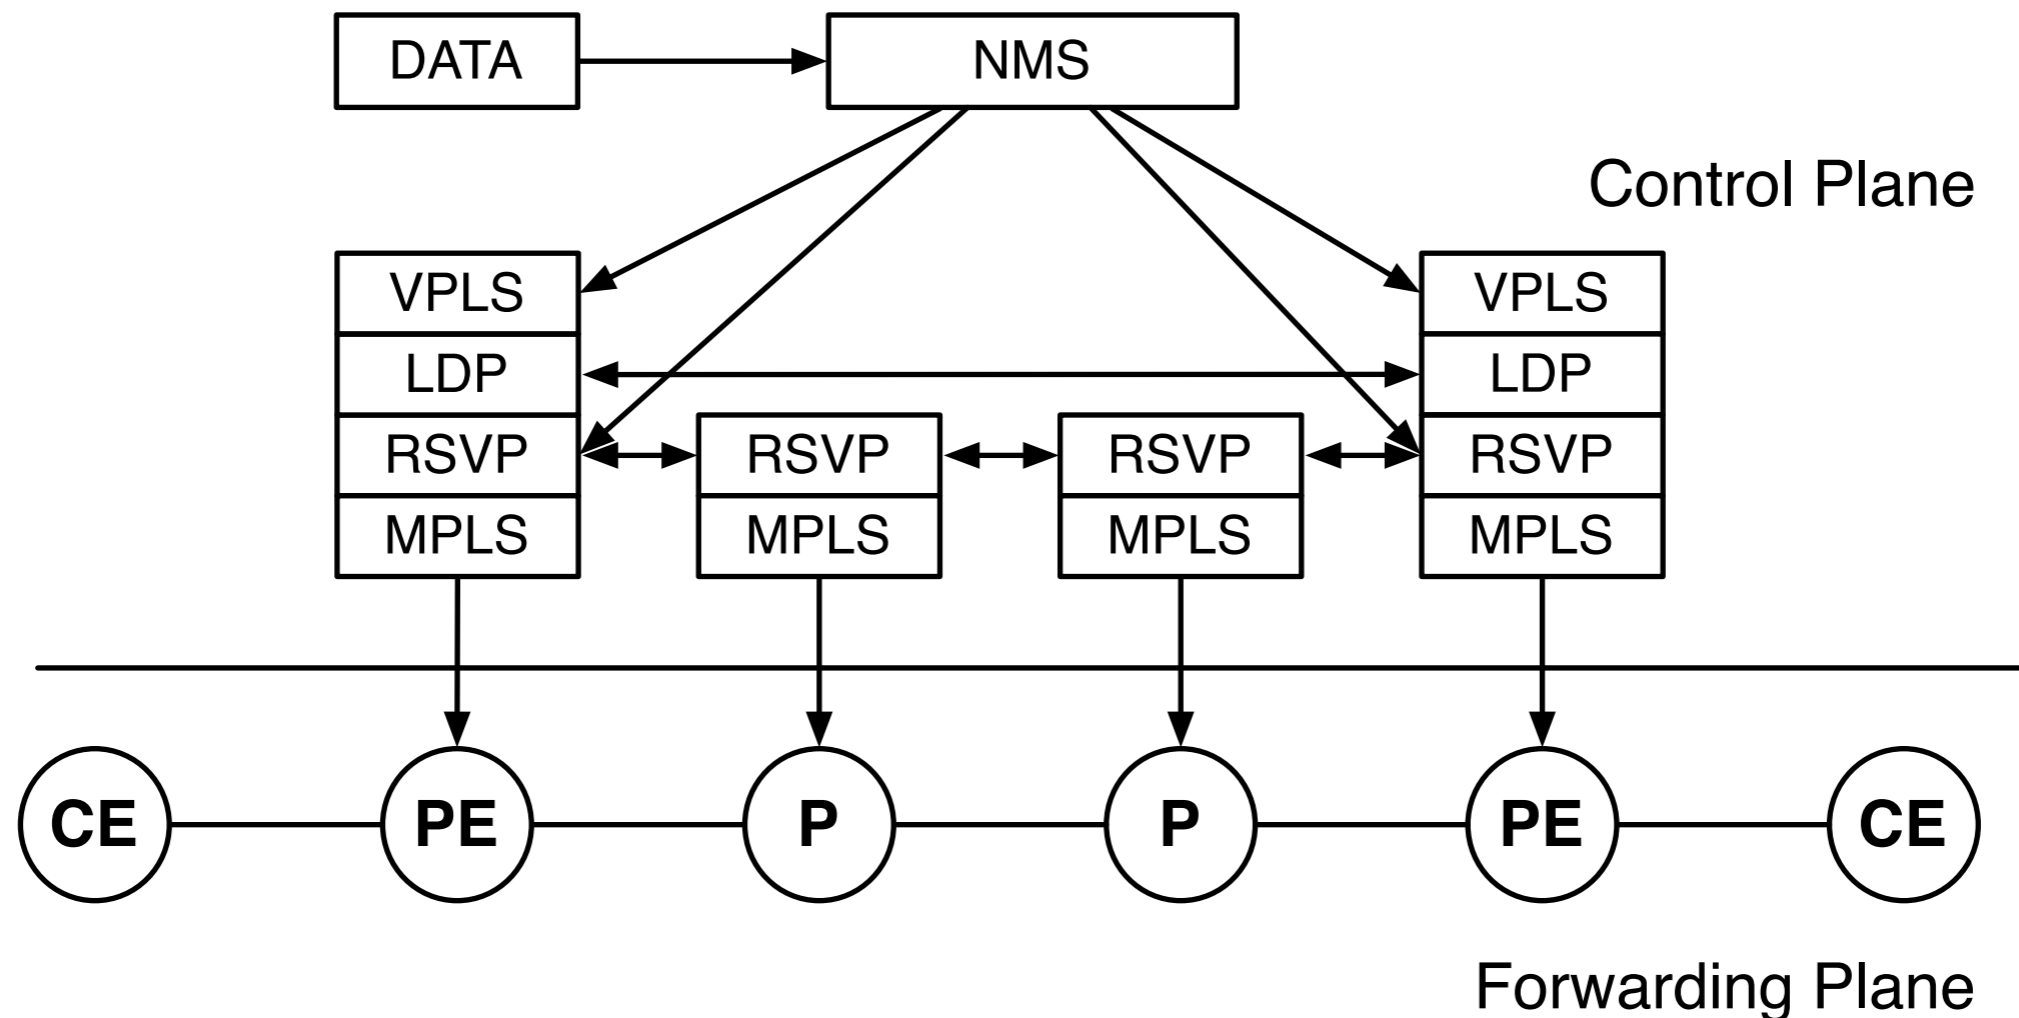 DATA
NMS
Control Plane
VPLS
VPLS
LDP
LDP
RSVP
RSVP
RSVP
RSVP
MPLS
MPLS
MPLS
MPLS
CE
PE
P
P
PE
CE
Forwarding Plane